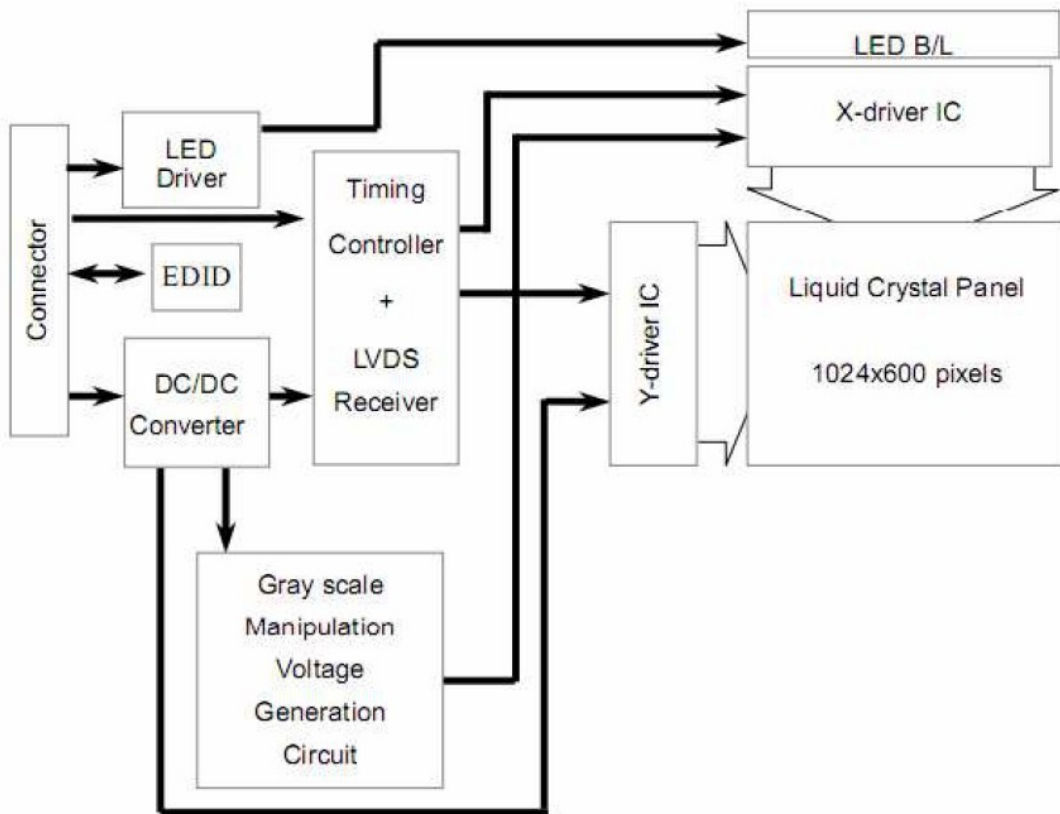 LED B/L
X-driver IC
LED
Driver
Timing
Controller
+
LVDS
Receiver
Connector
EDID
DC/DC
Converter
Y-driver IC
Liquid Crystal Panel
1024x600 pixels
Gray scale
Manipulation
Voltage
Generation
Circuit